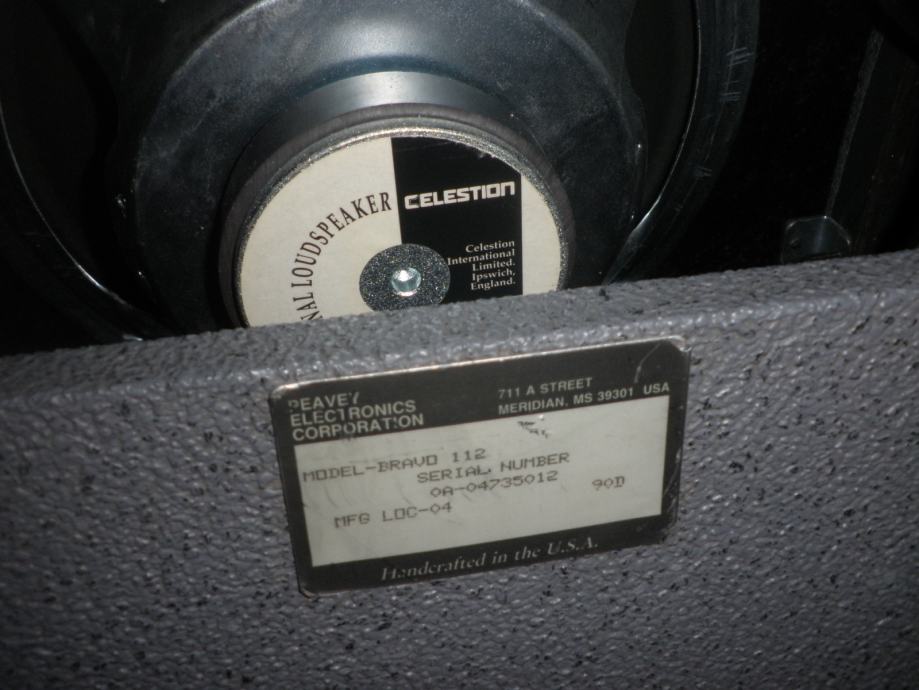 NAL LOUDSPEAKER
CELESTION
Celestion
International
Limited.
Ipswich,
England.
PEAVEY
ELECTRONICS
CORPORATION
711 A STREET
MERIDIAN, MS 39301 USA
MODEL-BRAVO 112
SERIAL NUMBER
0A-04735012
90D
MFG LOC-04
Handcrafted in the U.S.A.